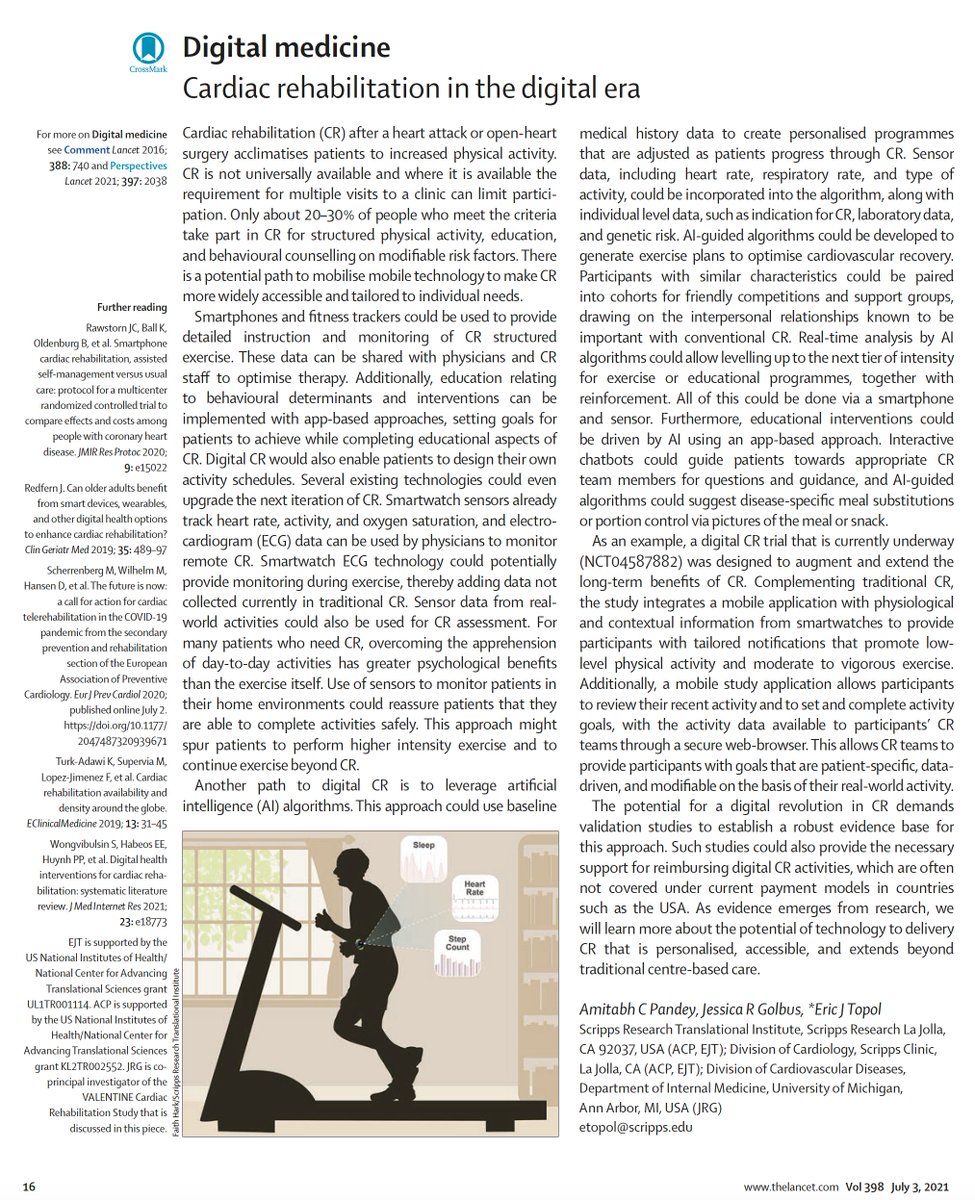 CrossMark
Digital medicine
Cardiac rehabilitation in the digital era
For more on Digital medicine
see Comment Lancet 2016;
388: 740 and Perspectives
Lancet 2021; 397: 2038
Further reading
Rawstorn JC, Ball K,
Oldenburg B, et al. Smartphone
cardiac rehabilitation, assisted
self-management versus usual
care: protocol for a multicenter
randomized controlled trial to
compare effects and costs among
people with coronary heart
disease. JMIR Res Protoc 2020;
9: e15022
Redfern J. Can older adults benefit
from smart devices, wearables,
and other digital health options
to enhance cardiac rehabilitation?
Clin Geriatr Med 2019; 35: 489–97
Scherrenberg M, Wilhelm M,
Hansen D, et al. The future is now:
a call for action for cardiac
telerehabilitation in the COVID-19
pandemic from the secondary
prevention and rehabilitation
section of the European
Association of Preventive
Cardiology. Eur J Prev Cardiol 2020;
published online July 2.
https://doi.org/10.1177/
2047487320939671
Turk-Adawi K, Supervia M,
Lopez-Jimenez F, et al. Cardiac
rehabilitation availability and
density around the globe.
EClinicalMedicine 2019; 13: 31–45
Wongvibulsin S, Habeos EE,
Huynh PP, et al. Digital health
interventions for cardiac reha-
bilitation: systematic literature
review. J Med Internet Res 2021;
23: e18773
EJT is supported by the
US National Institutes of Health/
National Center for Advancing
Translational Sciences grant
UL1TR001114. ACP is supported
by the US National Institutes of
Health/National Center for
Advancing Translational Sciences
grant KL2TR002552. JRG is co-
principal investigator of the
VALENTINE Cardiac
Rehabilitation Study that is
discussed in this piece.
Cardiac rehabilitation (CR) after a heart attack or open-heart
surgery acclimatises patients to increased physical activity.
CR is not universally available and where it is available the
requirement for multiple visits to a clinic can limit partici-
pation. Only about 20–30% of people who meet the criteria
take part in CR for structured physical activity, education,
and behavioural counselling on modifiable risk factors. There
is a potential path to mobilise mobile technology to make CR
more widely accessible and tailored to individual needs.
Smartphones and fitness trackers could be used to provide
detailed instruction and monitoring of CR structured
exercise. These data can be shared with physicians and CR
staff to optimise therapy. Additionally, education relating
to behavioural determinants and interventions can be
implemented with app-based approaches, setting goals for
patients to achieve while completing educational aspects of
CR. Digital CR would also enable patients to design their own
activity schedules. Several existing technologies could even
upgrade the next iteration of CR. Smartwatch sensors already
track heart rate, activity, and oxygen saturation, and electro-
cardiogram (ECG) data can be used by physicians to monitor
remote CR. Smartwatch ECG technology could potentially
provide monitoring during exercise, thereby adding data not
collected currently in traditional CR. Sensor data from real-
world activities could also be used for CR assessment. For
many patients who need CR, overcoming the apprehension
of day-to-day activities has greater psychological benefits
than the exercise itself. Use of sensors to monitor patients in
their home environments could reassure patients that they
are able to complete activities safely. This approach might
spur patients to perform higher intensity exercise and to
continue exercise beyond CR.
Another path to digital CR is to leverage artificial
intelligence (AI) algorithms. This approach could use baseline
Sleep
Heart
Rate
Step
Count
Faith Hark/Scripps Research Translational Institute
medical history data to create personalised programmes
that are adjusted as patients progress through CR. Sensor
data, including heart rate, respiratory rate, and type of
activity, could be incorporated into the algorithm, along with
individual level data, such as indication for CR, laboratory data,
and genetic risk. AI-guided algorithms could be developed to
generate exercise plans to optimise cardiovascular recovery.
Participants with similar characteristics could be paired
into cohorts for friendly competitions and support groups,
drawing on the interpersonal relationships known to be
important with conventional CR. Real-time analysis by AI
algorithms could allow levelling up to the next tier of intensity
for exercise or educational programmes, together with
reinforcement. All of this could be done via a smartphone
and sensor. Furthermore, educational interventions could
be driven by AI using an app-based approach. Interactive
chatbots could guide patients towards appropriate CR
team members for questions and guidance, and AI-guided
algorithms could suggest disease-specific meal substitutions
or portion control via pictures of the meal or snack.
As an example, a digital CR trial that is currently underway
(NCT04587882) was designed to augment and extend the
long-term benefits of CR. Complementing traditional CR,
the study integrates a mobile application with physiological
and contextual information from smartwatches to provide
participants with tailored notifications that promote low-
level physical activity and moderate to vigorous exercise.
Additionally, a mobile study application allows participants
to review their recent activity and to set and complete activity
goals, with the activity data available to participants’ CR
teams through a secure web-browser. This allows CR teams to
provide participants with goals that are patient-specific, data-
driven, and modifiable on the basis of their real-world activity.
The potential for a digital revolution in CR demands
validation studies to establish a robust evidence base for
this approach. Such studies could also provide the necessary
support for reimbursing digital CR activities, which are often
not covered under current payment models in countries
such as the USA. As evidence emerges from research, we
will learn more about the potential of technology to delivery
CR that is personalised, accessible, and extends beyond
traditional centre-based care.
Amitabh C Pandey, Jessica R Golbus, *Eric J Topol
Scripps Research Translational Institute, Scripps Research La Jolla,
CA 92037, USA (ACP, EJT); Division of Cardiology, Scripps Clinic,
La Jolla, CA (ACP, EJT); Division of Cardiovascular Diseases,
Department of Internal Medicine, University of Michigan,
Ann Arbor, MI, USA (JRG)
etopol@scripps.edu
16
www.thelancet.com Vol 398 July 3, 2021